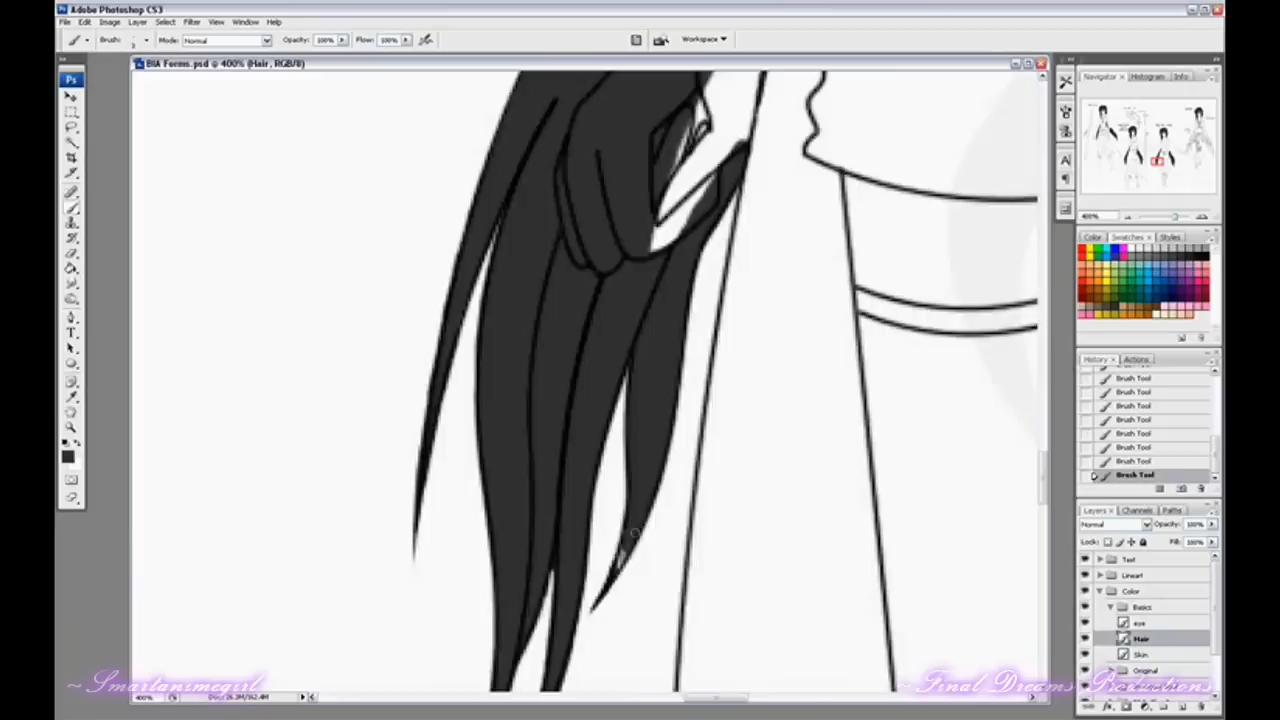 Adobe Photoshop CS3
File Edit Image Layer Select Filter View Window Help
Brush: 3 Mode: Normal Opacity: 100% Flow: 100% Workspace
BIA Forms.psd @ 400% (Hair, RGB/8)
Navigator Histogram Info
400%
Color Swatches Styles
History Actions
Brush Tool
Brush Tool
Brush Tool
Brush Tool
Brush Tool
Brush Tool
Brush Tool
Brush Tool
Layers Channels Paths
Normal Opacity: 100%
Lock: Fill: 100%
Text
Lineart
Color
Basics
eye
Hair
Skin
Original
400%
~Smartanimegirl
~Final Dreams Productions